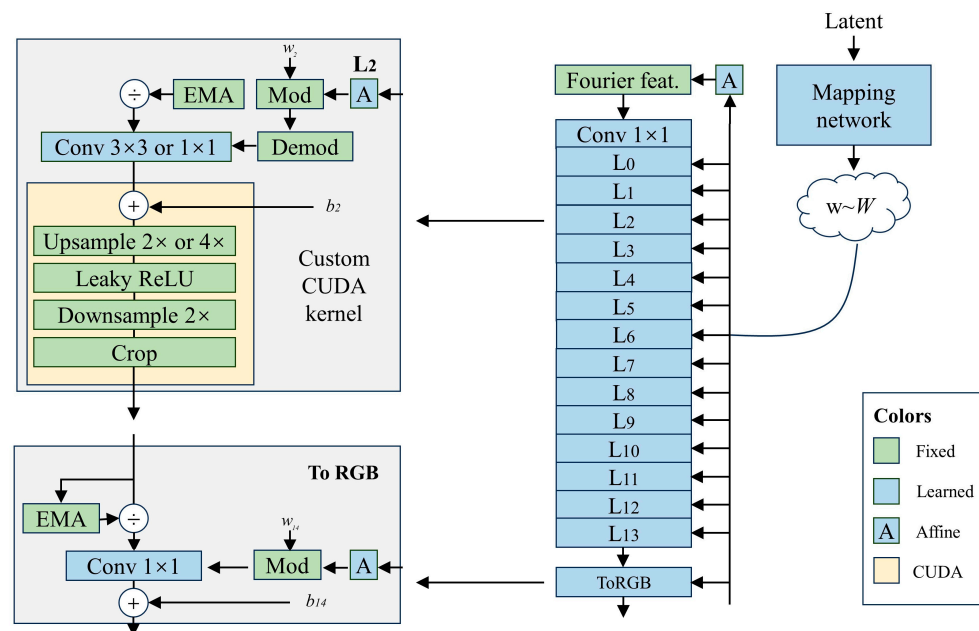 w2
L2
÷
EMA
Mod
A
Conv 3×3 or 1×1
Demod
+
b2
Upsample 2× or 4×
Leaky ReLU
Downsample 2×
Crop
Custom
CUDA
kernel
To RGB
EMA
÷
w14
Conv 1×1
Mod
A
+
b14
Fourier feat.
A
Conv 1×1
L0
L1
L2
L3
L4
L5
L6
L7
L8
L9
L10
L11
L12
L13
ToRGB
Latent
Mapping
network
w~W
Colors
Fixed
Learned
A Affine
CUDA